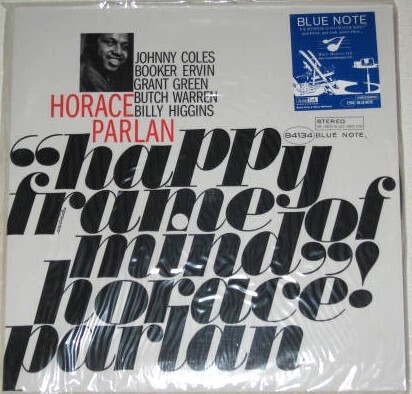 JOHNNY COLES
BOOKER ERVIN
GRANT GREEN
HORACE BUTCH WARREN
PARLAN BILLY HIGGINS
BLUE NOTE
STEREO
84134 BLUE NOTE
“happy
frame of
mind”!
horace
parlan